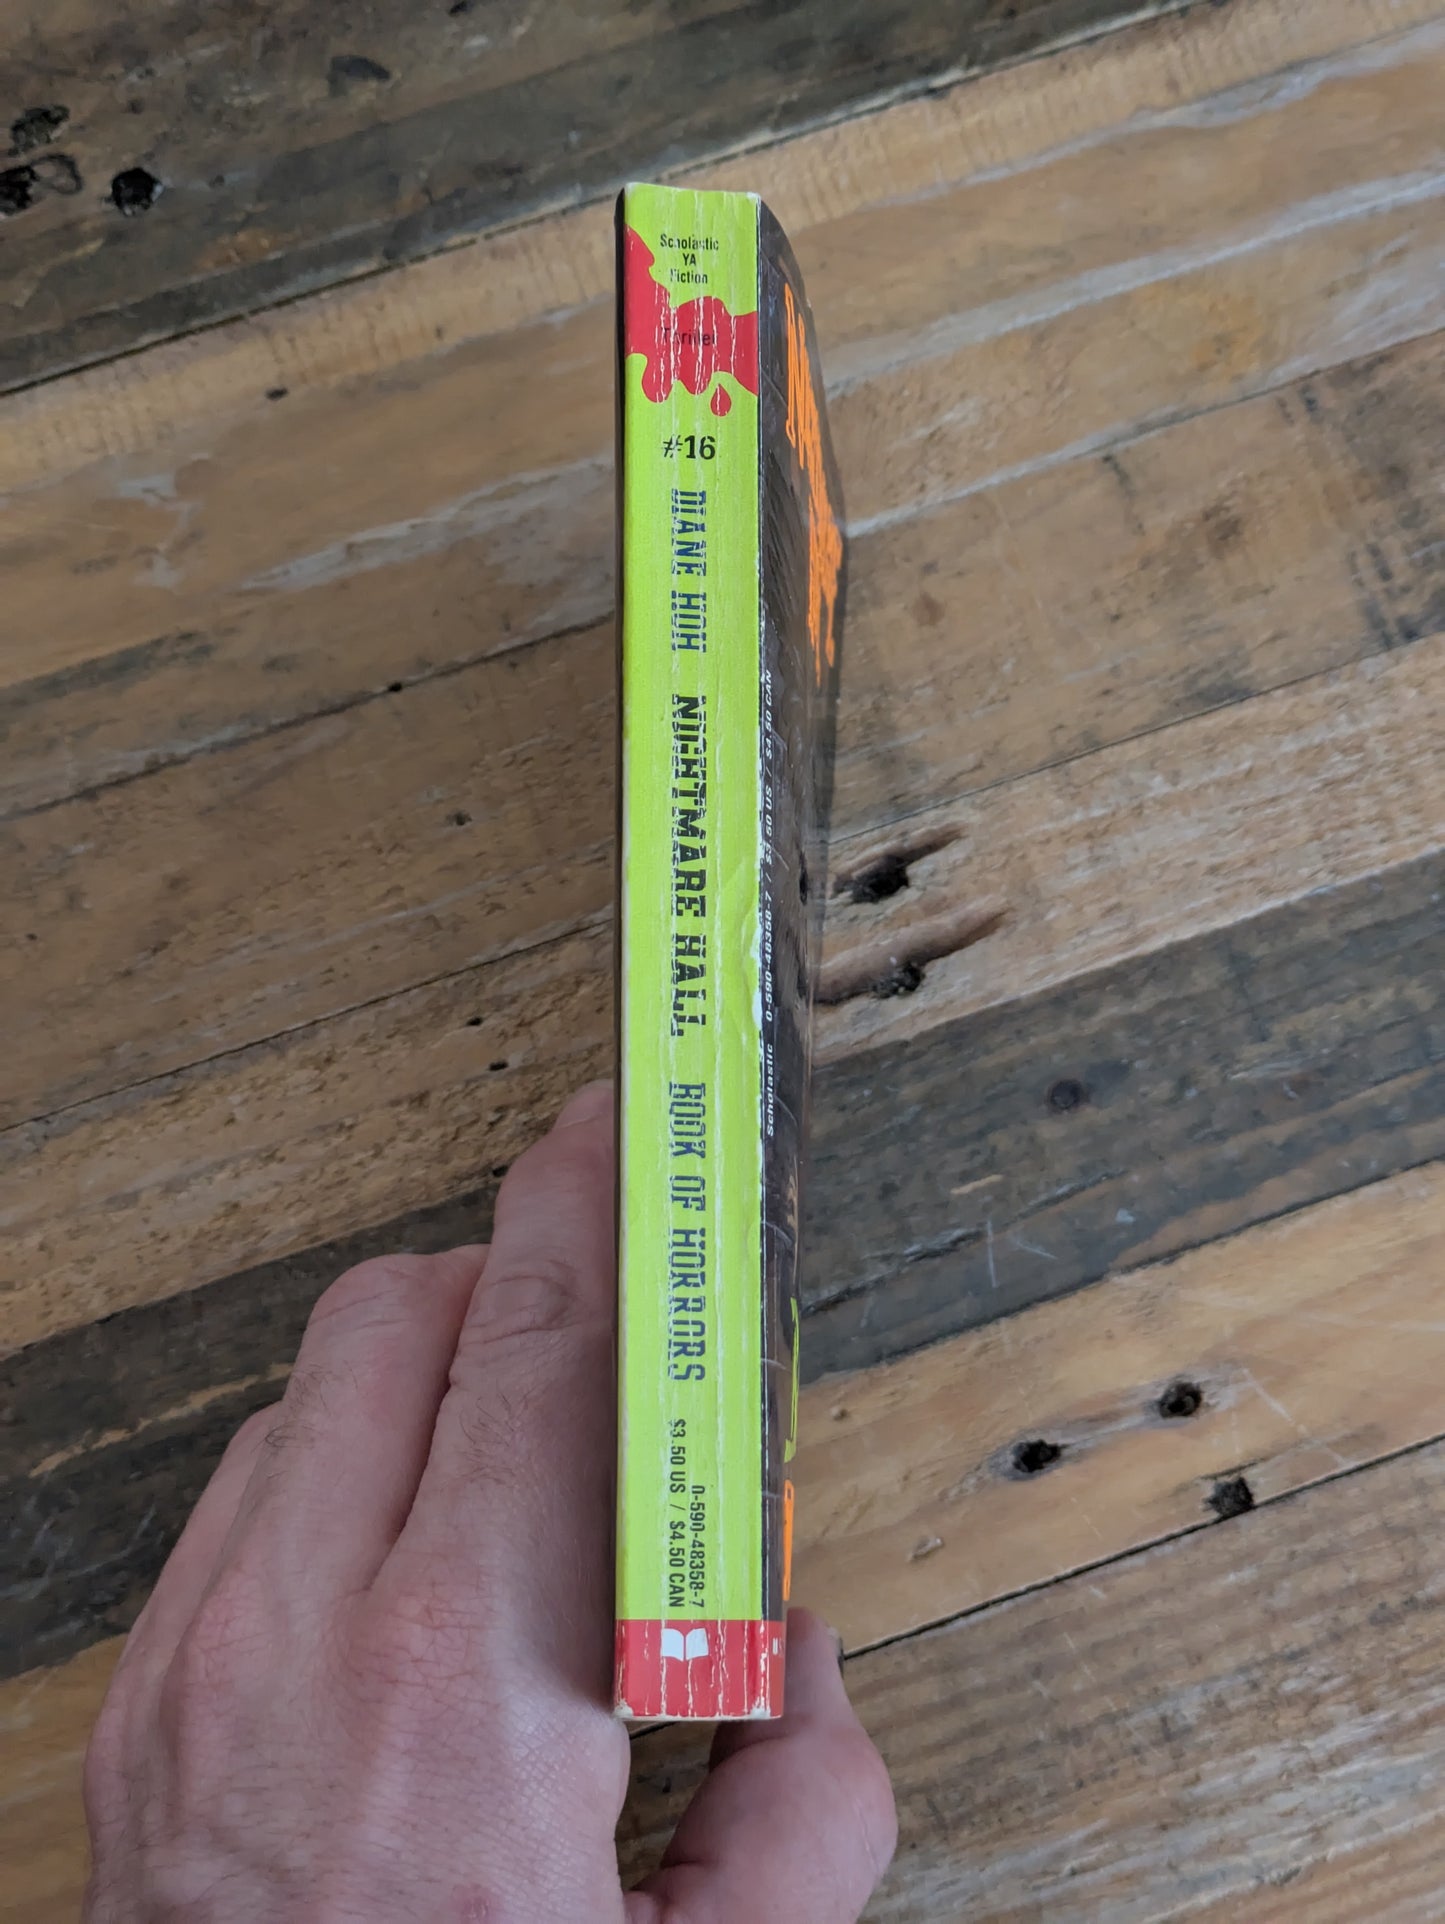 Scholastic
YA
Fiction
Thriller
#16
DIANE HOH NIGHTMARE HALL BOOK OF HORRORS
0-590-48358-7
$3.50 US / $4.50 CAN
Scholastic 0-590-48358-7 / $3.50 US / $4.50 CAN